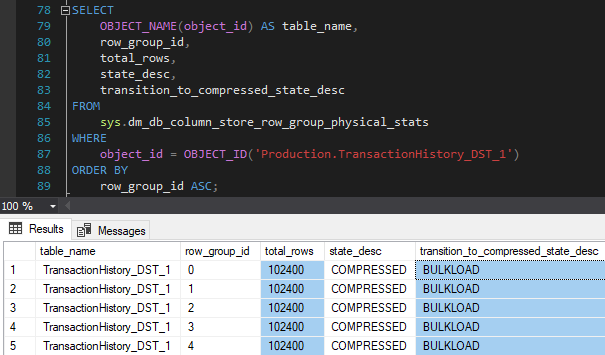 78 SELECT
79 OBJECT_NAME(object_id) AS table_name,
80 row_group_id,
81 total_rows,
82 state_desc,
83 transition_to_compressed_state_desc
84 FROM
85 sys.dm_db_column_store_row_group_physical_stats
86 WHERE
87 object_id = OBJECT_ID('Production.TransactionHistory_DST_1')
88 ORDER BY
89 row_group_id ASC;
100 %
Results Messages
table_name row_group_id total_rows state_desc transition_to_compressed_state_desc
1 TransactionHistory_DST_1 0 102400 COMPRESSED BULKLOAD
2 TransactionHistory_DST_1 1 102400 COMPRESSED BULKLOAD
3 TransactionHistory_DST_1 2 102400 COMPRESSED BULKLOAD
4 TransactionHistory_DST_1 3 102400 COMPRESSED BULKLOAD
5 TransactionHistory_DST_1 4 102400 COMPRESSED BULKLOAD